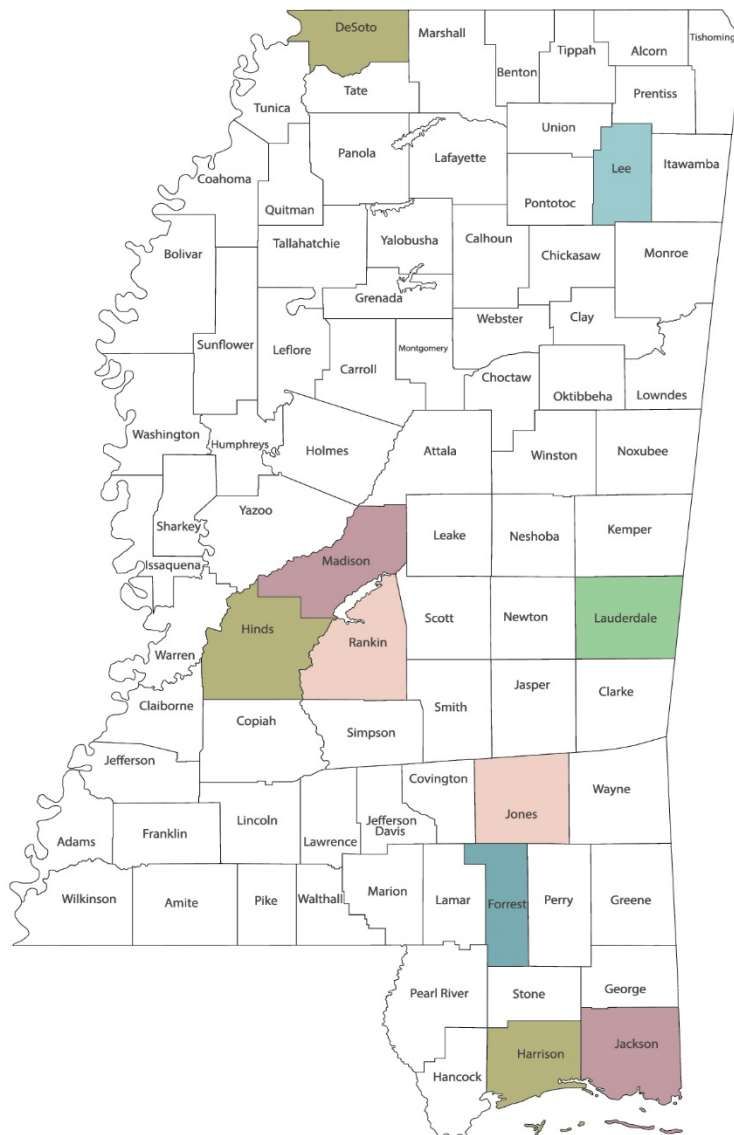 DeSoto
Marshall
Benton
Tippah
Alcorn
Tishoming
Tunica
Tate
Prentiss
Union
Panola
Lafayette
Lee
Itawamba
Coahoma
Quitman
Pontotoc
Bolivar
Tallahatchie
Yalobusha
Calhoun
Chickasaw
Monroe
Grenada
Webster
Clay
Sunflower
Leflore
Carroll
Montgomery
Choctaw
Oktibbeha
Lowndes
Washington
Humphreys
Holmes
Attala
Winston
Noxubee
Yazoo
Sharkey
Issaquena
Madison
Leake
Neshoba
Kemper
Hinds
Rankin
Scott
Newton
Lauderdale
Warren
Claiborne
Copiah
Simpson
Smith
Jasper
Clarke
Jefferson
Covington
Jones
Wayne
Adams
Franklin
Lincoln
Lawrence
Jefferson
Davis
Wilkinson
Amite
Pike
Walthall
Marion
Lamar
Forrest
Perry
Greene
Pearl River
Stone
George
Hancock
Harrison
Jackson